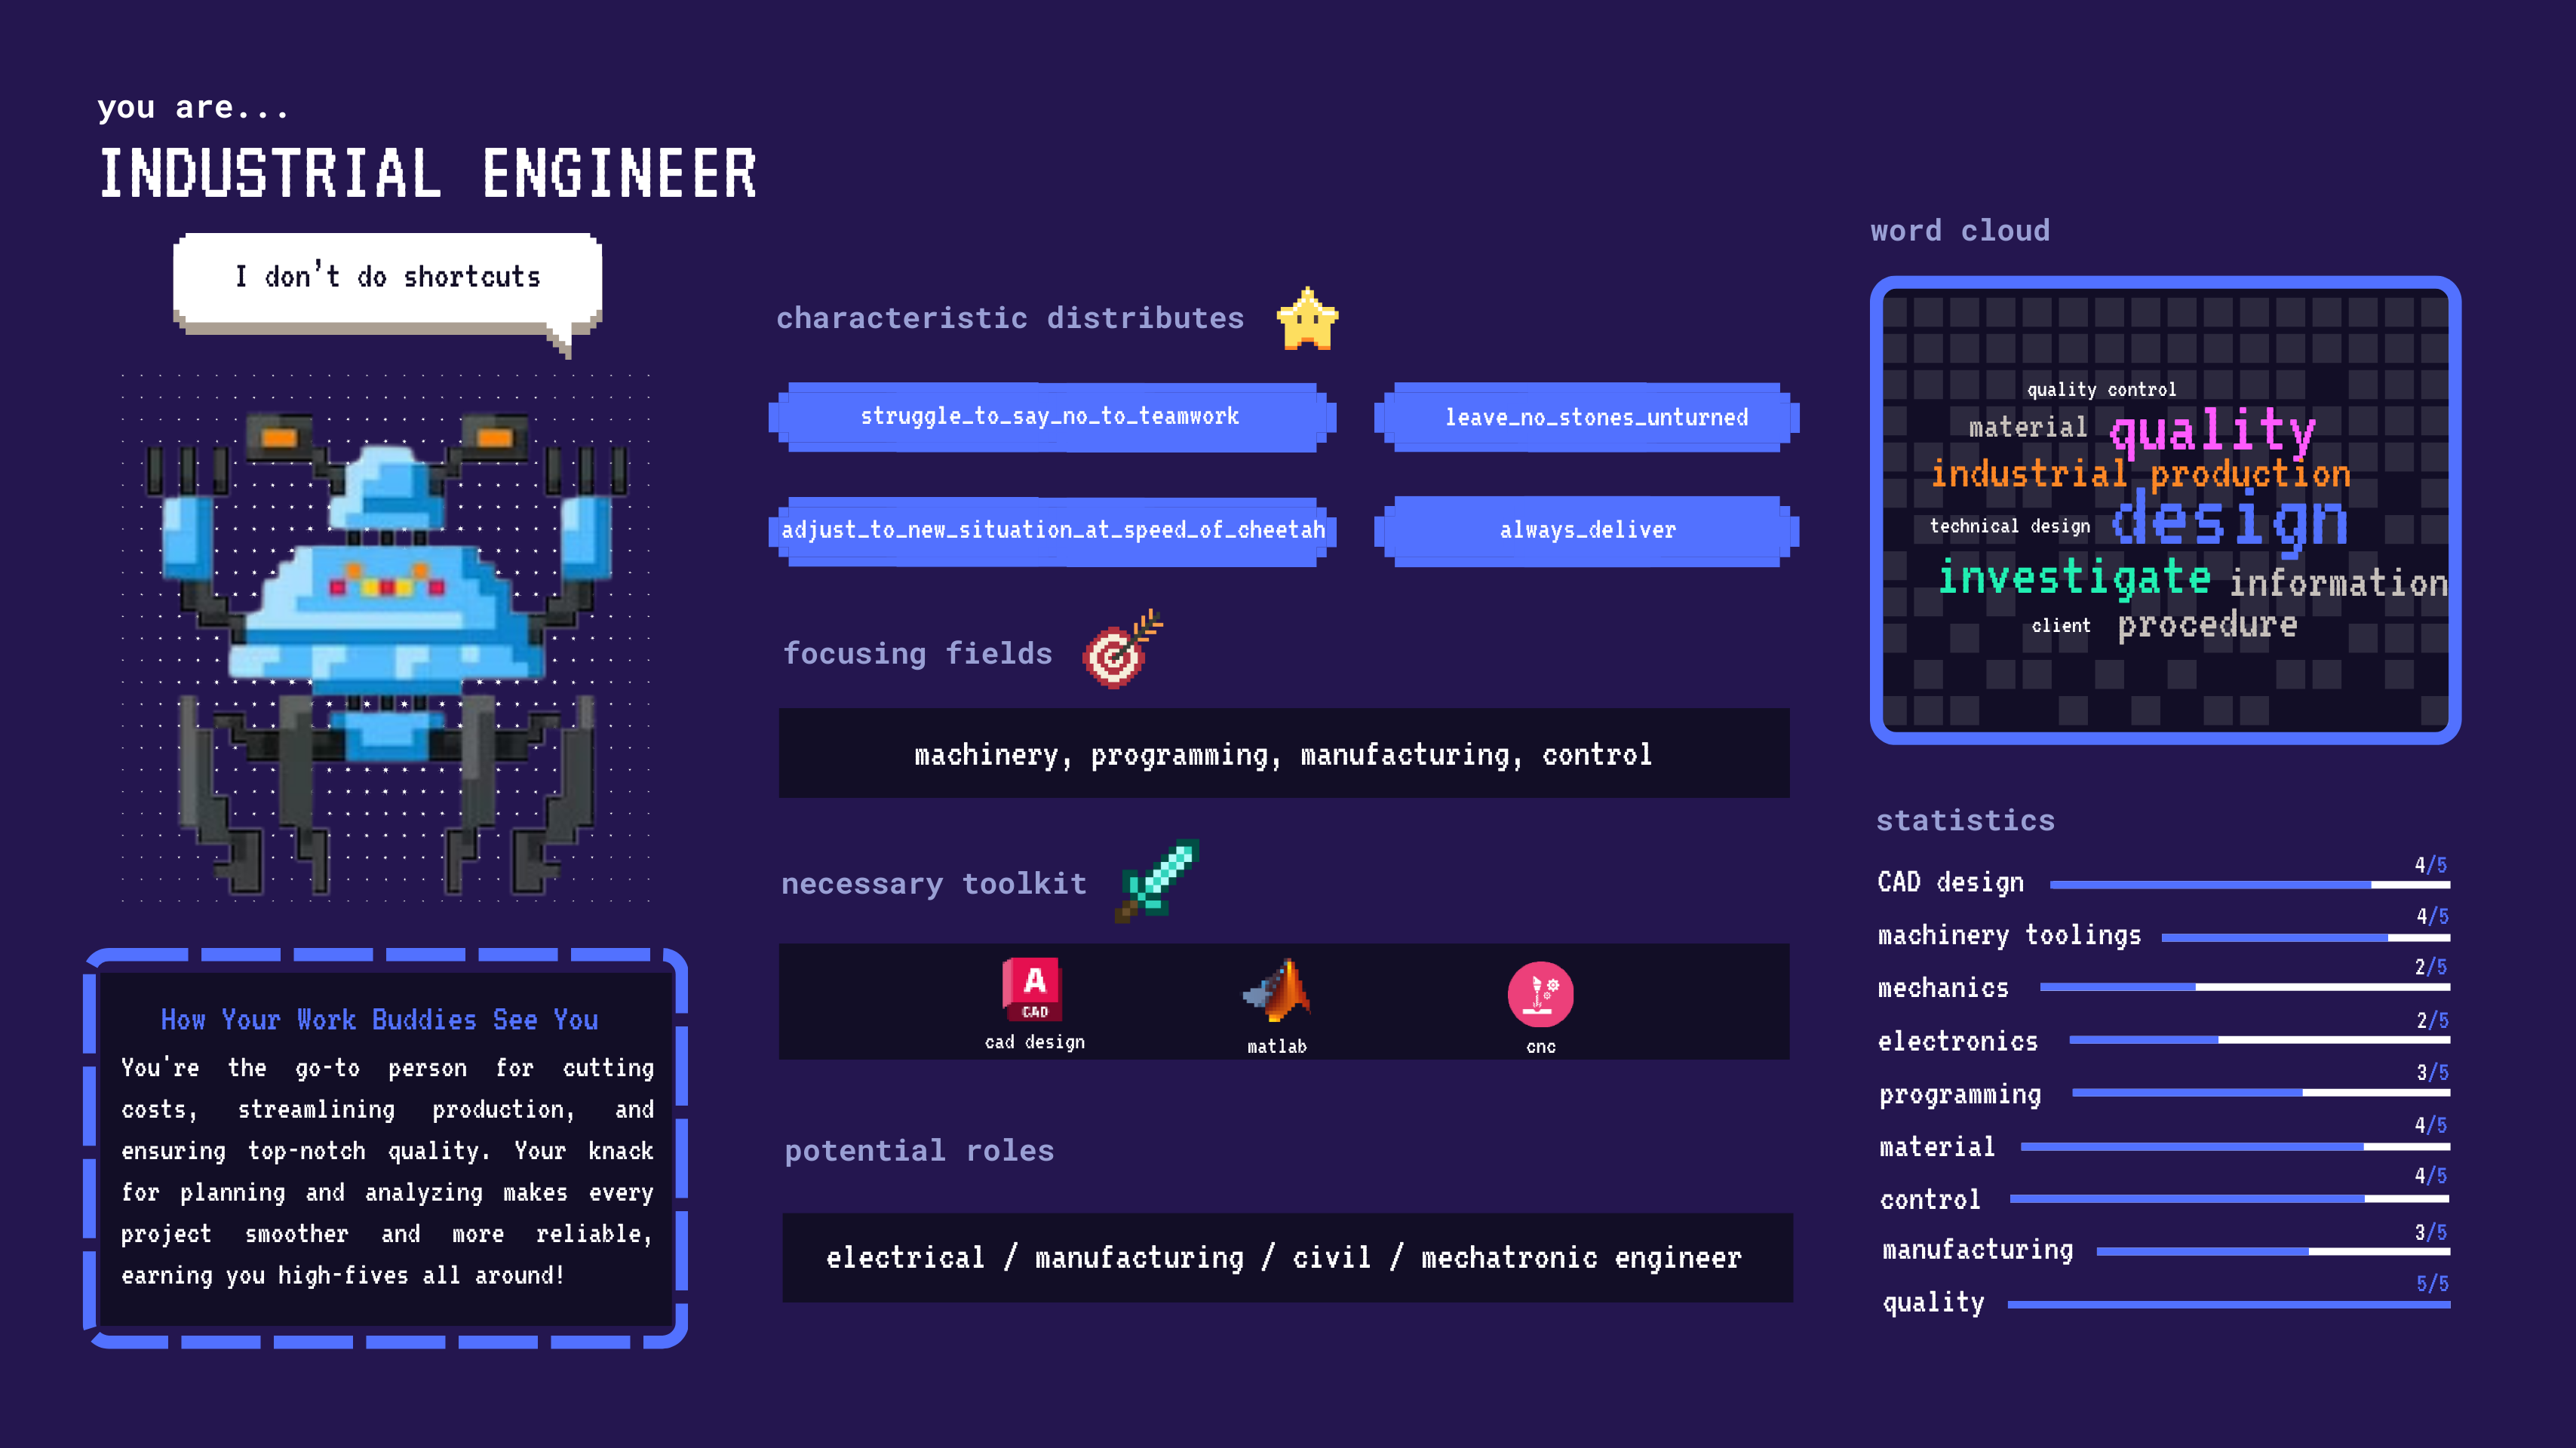 you are...
INDUSTRIAL ENGINEER
I don't do shortcuts
How Your Work Buddies See You
You're the go-to person for cutting
costs, streamlining production, and
ensuring top-notch quality. Your knack
for planning and analyzing makes every
project smoother and more reliable,
earning you high-fives all around!
characteristic distributes
struggle_to_say_no_to_teamwork
leave_no_stones_unturned
adjust_to_new_situation_at_speed_of_cheetah
always_deliver
focusing fields
machinery, programming, manufacturing, control
necessary toolkit
A
CAD
cad design
matlab
cnc
potential roles
electrical / manufacturing / civil / mechatronic engineer
word cloud
quality control
material quality
industrial production
technical design design
investigate information
client procedure
statistics
CAD design 4/5
machinery toolings 4/5
mechanics 2/5
electronics 2/5
programming 3/5
material 4/5
control 4/5
manufacturing 3/5
quality 5/5